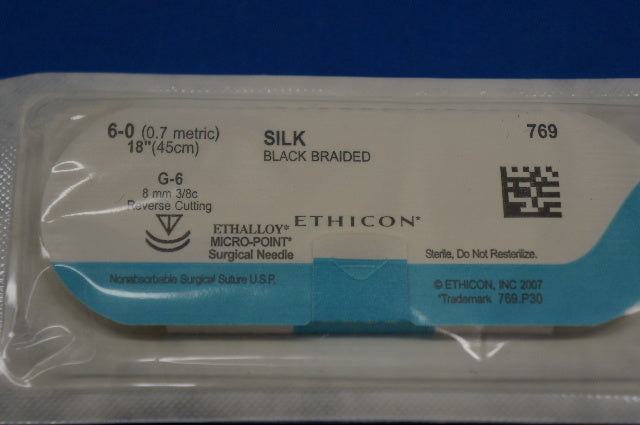 6-0 (0.7 metric)
18"(45cm)
SILK
BLACK BRAIDED
769
G-6
8 mm 3/8c
Reverse Cutting
ETHALLOY*
MICRO-POINT*
Surgical Needle
ETHICON*
Sterile, Do Not Resterilize.
Nonabsorbable Surgical Suture U.S.P.
© ETHICON, INC 2007
*Trademark 769.P30